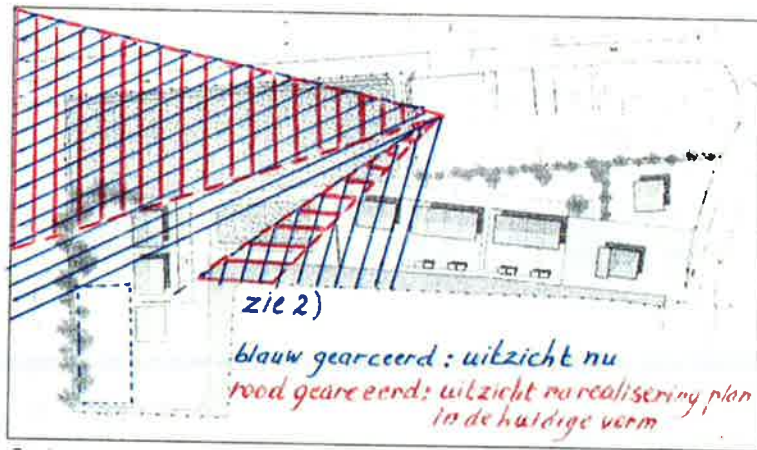 zie 2)
blauw gearceerd : uitzicht nu
rood gearceerd : uitzicht na realisering plan
in de huidige vorm